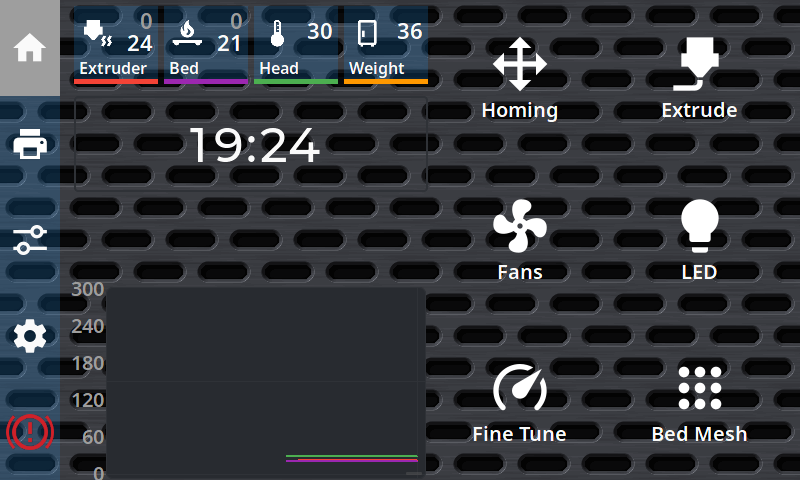 0
24
Extruder
0
21
Bed
30
Head
36
Weight
19:24
300
240
180
120
60
0
Homing
Extrude
Fans
LED
Fine Tune
Bed Mesh